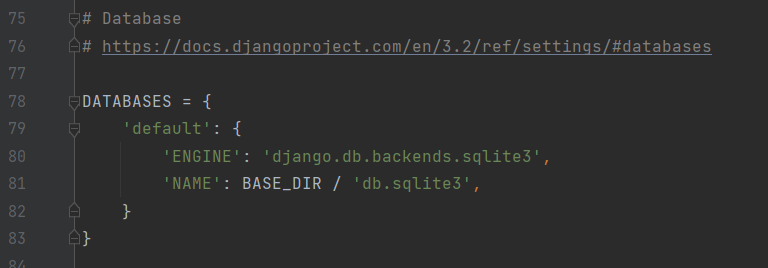 75 # Database
76 # https://docs.djangoproject.com/en/3.2/ref/settings/#databases
77
78 DATABASES = {
79     'default': {
80         'ENGINE': 'django.db.backends.sqlite3',
81         'NAME': BASE_DIR / 'db.sqlite3',
82     }
83 }
84